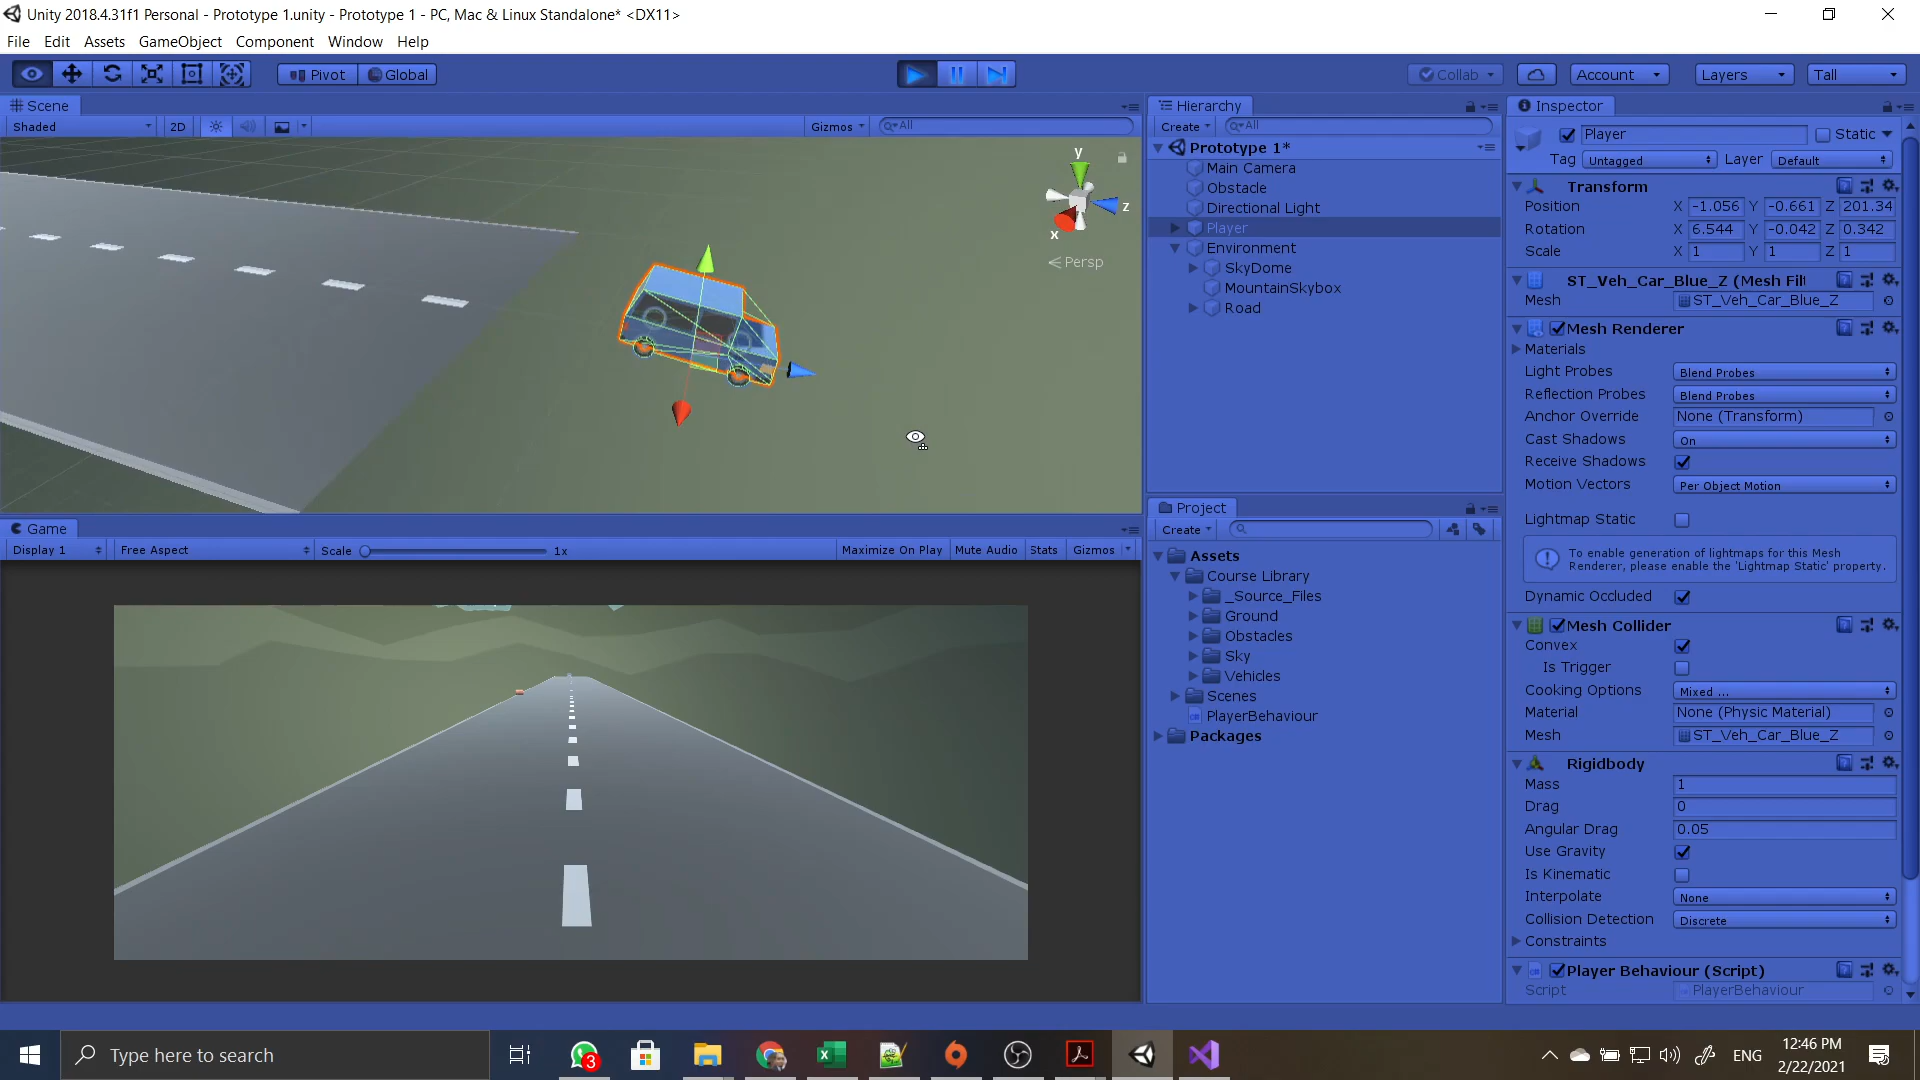 Unity 2018.4.31f1 Personal - Prototype 1.unity - Prototype 1 - PC, Mac & Linux Standalone* <DX11>
File Edit Assets GameObject Component Window Help
Pivot Global Collab Account Layers Tall
Scene
Shaded 2D Gizmos All
y
z
x
Persp
Game
Display 1 Free Aspect Scale 1x Maximize On Play Mute Audio Stats Gizmos
Hierarchy
Create All
Prototype 1*
Main Camera
Obstacle
Directional Light
Player
Environment
SkyDome
MountainSkybox
Road
Project
Create
Assets
Course Library
_Source_Files
Ground
Obstacles
Sky
Vehicles
Scenes
PlayerBehaviour
Packages
Inspector
Player Static
Tag Untagged Layer Default
Transform
Position X -1.056 Y -0.661 Z 201.34
Rotation X 6.544 Y -0.042 Z 0.342
Scale X 1 Y 1 Z 1
ST_Veh_Car_Blue_Z (Mesh Filt
Mesh ST_Veh_Car_Blue_Z
Mesh Renderer
Materials
Light Probes Blend Probes
Reflection Probes Blend Probes
Anchor Override None (Transform)
Cast Shadows On
Receive Shadows
Motion Vectors Per Object Motion
Lightmap Static
To enable generation of lightmaps for this Mesh
Renderer, please enable the 'Lightmap Static' property.
Dynamic Occluded
Mesh Collider
Convex
Is Trigger
Cooking Options Mixed ...
Material None (Physic Material)
Mesh ST_Veh_Car_Blue_Z
Rigidbody
Mass 1
Drag 0
Angular Drag 0.05
Use Gravity
Is Kinematic
Interpolate None
Collision Detection Discrete
Constraints
Player Behaviour (Script)
Script PlayerBehaviour
Type here to search
3
ENG
12:46 PM
2/22/2021